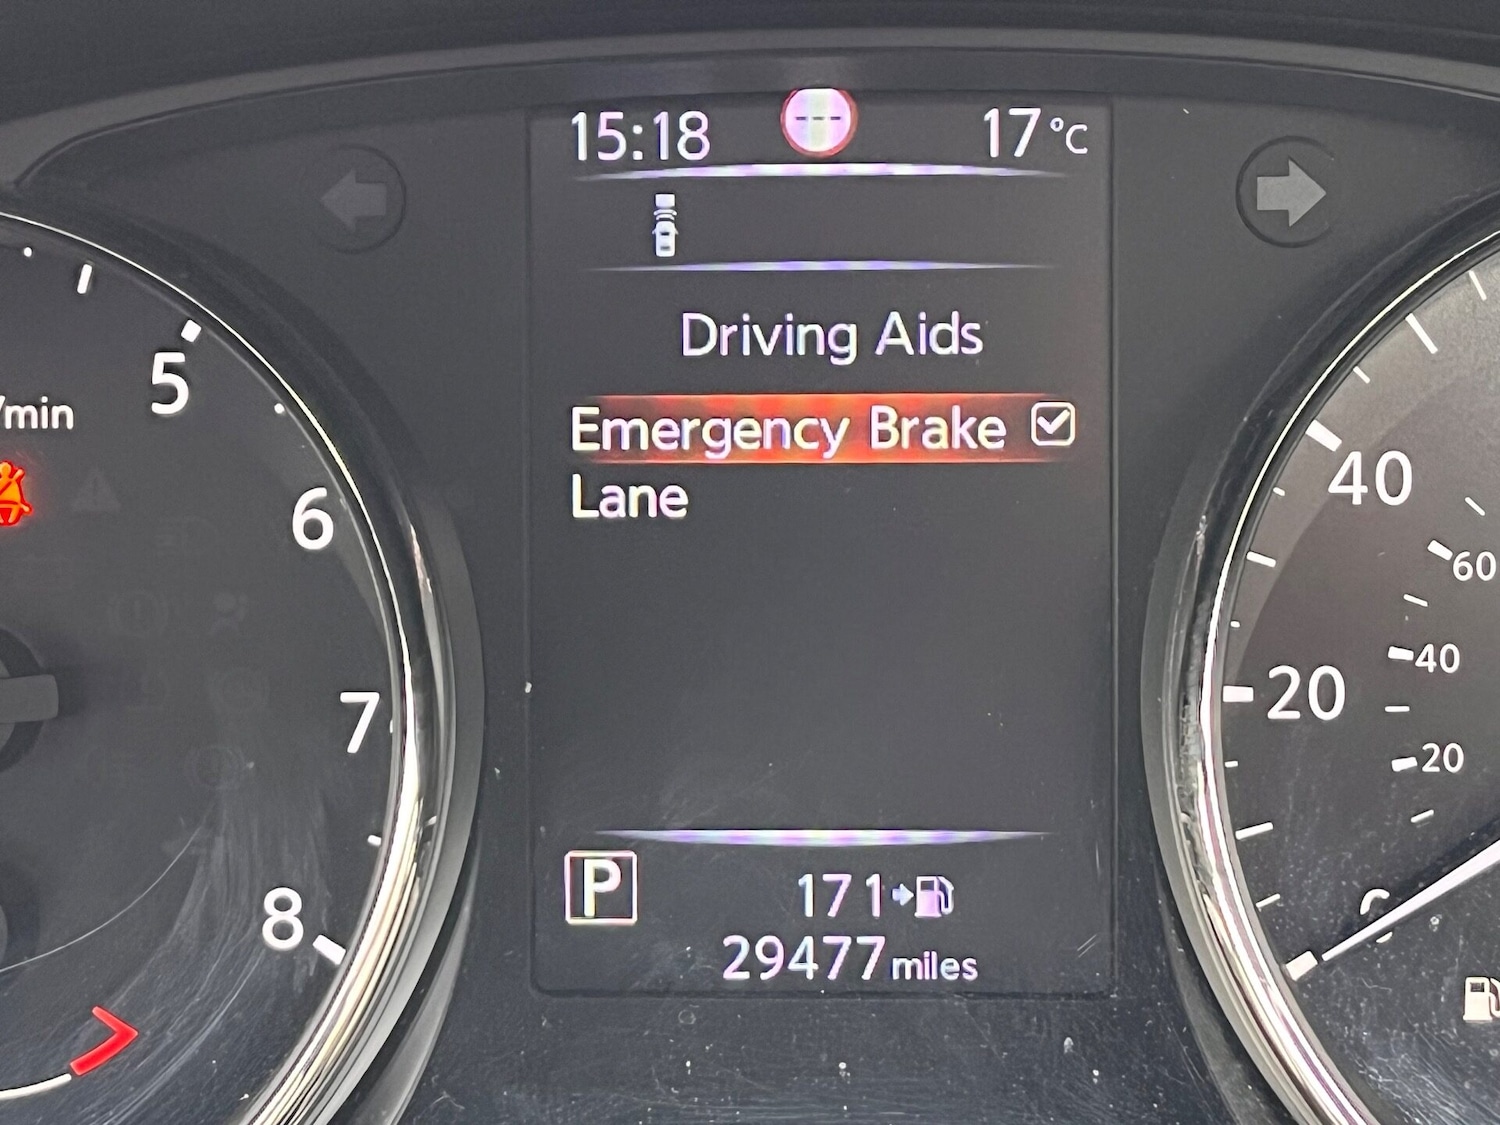 15:18 --- 17°C
Driving Aids
Emergency Brake
Lane
P 171
29477 miles
/min
5
6
7
8
40
20
60
40
20